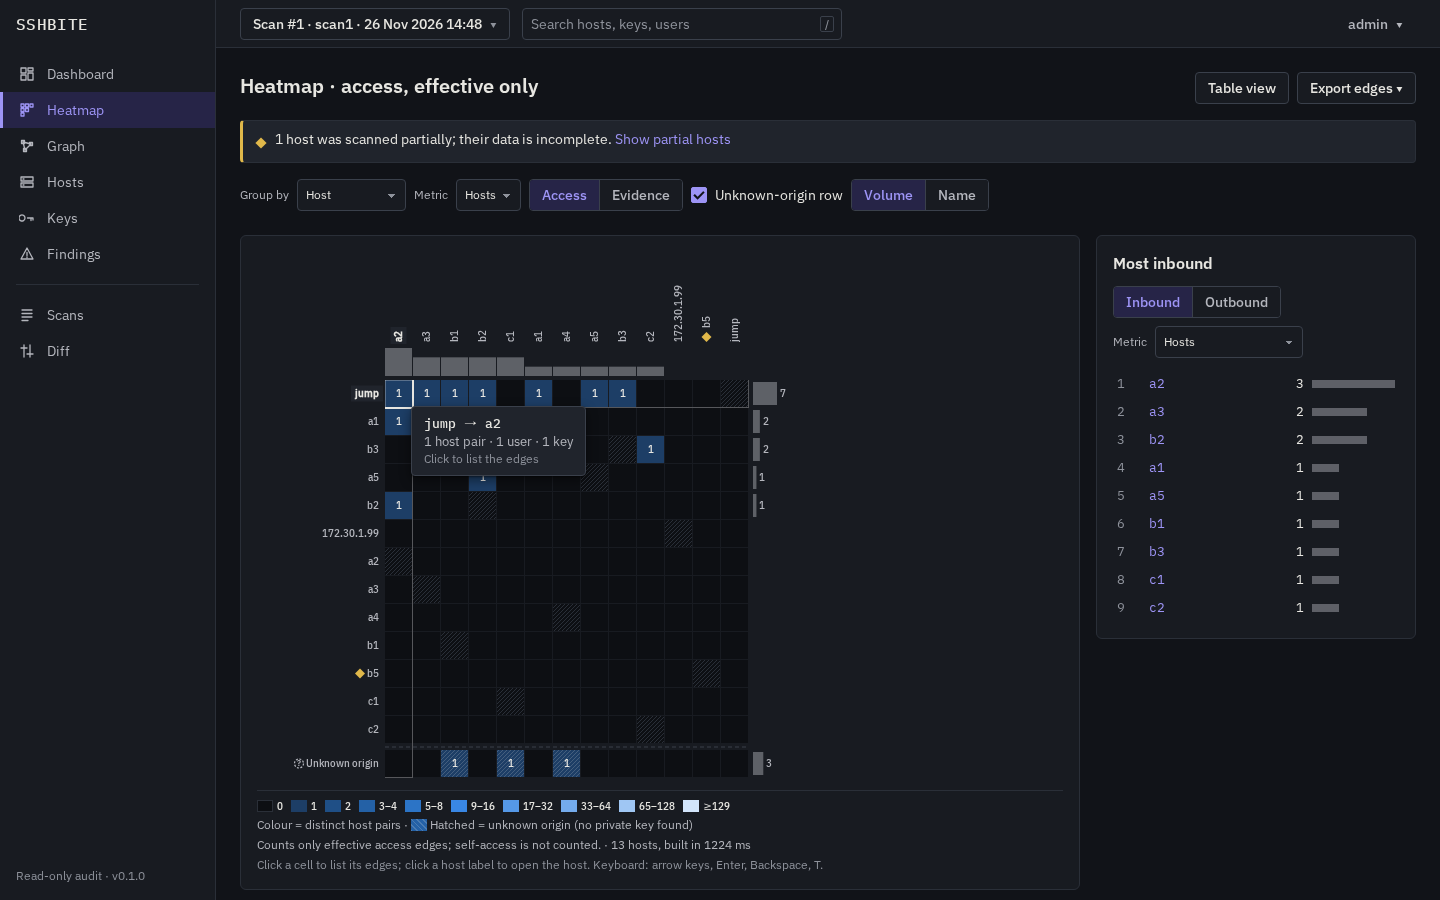 SSHBITE
Scan #1 · scan1 · 26 Nov 2026 14:48 ▾
Search hosts, keys, users
/
admin ▾
Dashboard
Heatmap
Graph
Hosts
Keys
Findings
Scans
Diff
Read-only audit · v0.1.0
Heatmap · access, effective only
Table view
Export edges ▾
1 host was scanned partially; their data is incomplete. Show partial hosts
Group by
Host
Metric
Hosts
Access
Evidence
Unknown-origin row
Volume
Name
a2 a3 b1 b2 c1 a1 a4 a5 b3 c2 172.30.1.99 b5 jump
jump 1 1 1 1 1 1 1 7
a1 1 2
b3 1 2
a5 1 1
b2 1 1
172.30.1.99
a2
a3
a4
b1
b5
c1
c2
Unknown origin 1 1 1 3
jump → a2
1 host pair · 1 user · 1 key
Click to list the edges
0 1 2 3–4 5–8 9–16 17–32 33–64 65–128 ≥129
Colour = distinct host pairs · Hatched = unknown origin (no private key found)
Counts only effective access edges; self-access is not counted. · 13 hosts, built in 1224 ms
Click a cell to list its edges; click a host label to open the host. Keyboard: arrow keys, Enter, Backspace, T.
Most inbound
Inbound
Outbound
Metric
Hosts
1 a2 3
2 a3 2
3 b2 2
4 a1 1
5 a5 1
6 b1 1
7 b3 1
8 c1 1
9 c2 1